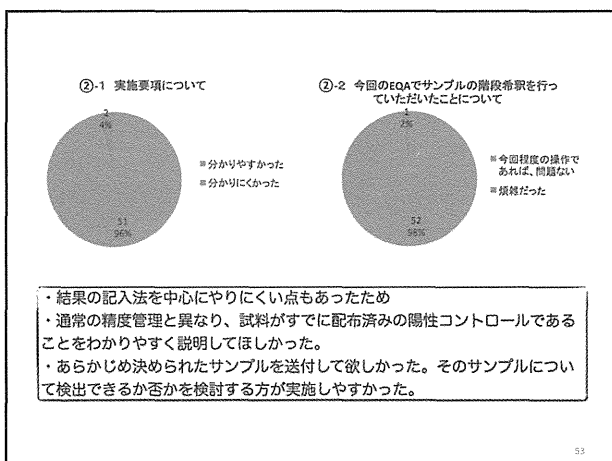 ②-1 実施要項について
②-2 今回のEQAでサンプルの階段希釈を行っ
ていただいたことについて
2
4%
51
96%
分かりやすかった
分かりにくかった
1
2%
52
98%
今回程度の操作で
あれば、問題ない
煩雑だった
・結果の記入法を中心にやりにくい点もあったため
・通常の精度管理と異なり、試料がすでに配布済みの陽性コントロールである
ことをわかりやすく説明してほしかった。
・あらかじめ決められたサンプルを送付して欲しかった。そのサンプルについ
て検出できるか否かを検討する方が実施しやすかった。
53